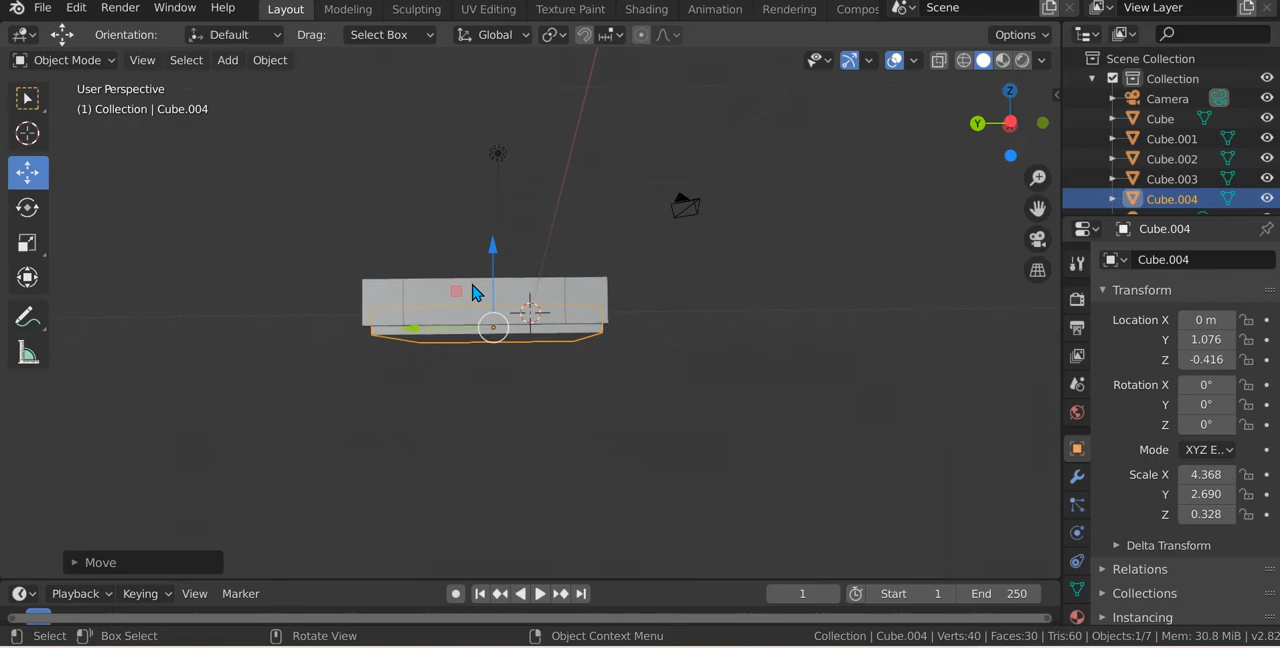 File Edit Render Window Help Layout Modeling Sculpting UV Editing Texture Paint Shading Animation Rendering Compos Scene View Layer
Orientation: Default Drag: Select Box Global Options
Object Mode View Select Add Object
User Perspective
(1) Collection | Cube.004
Z
Y
Scene Collection
Collection
Camera
Cube
Cube.001
Cube.002
Cube.003
Cube.004
Cube.004
Cube.004
Transform
Location X 0 m
Y 1.076
Z -0.416
Rotation X 0°
Y 0°
Z 0°
Mode XYZ E..
Scale X 4.368
Y 2.690
Z 0.328
Delta Transform
Relations
Collections
Instancing
Move
Playback Keying View Marker 1 Start 1 End 250
Select Box Select Rotate View Object Context Menu Collection | Cube.004 | Verts:40 | Faces:30 | Tris:60 | Objects:1/7 | Mem: 30.8 MiB | v2.82